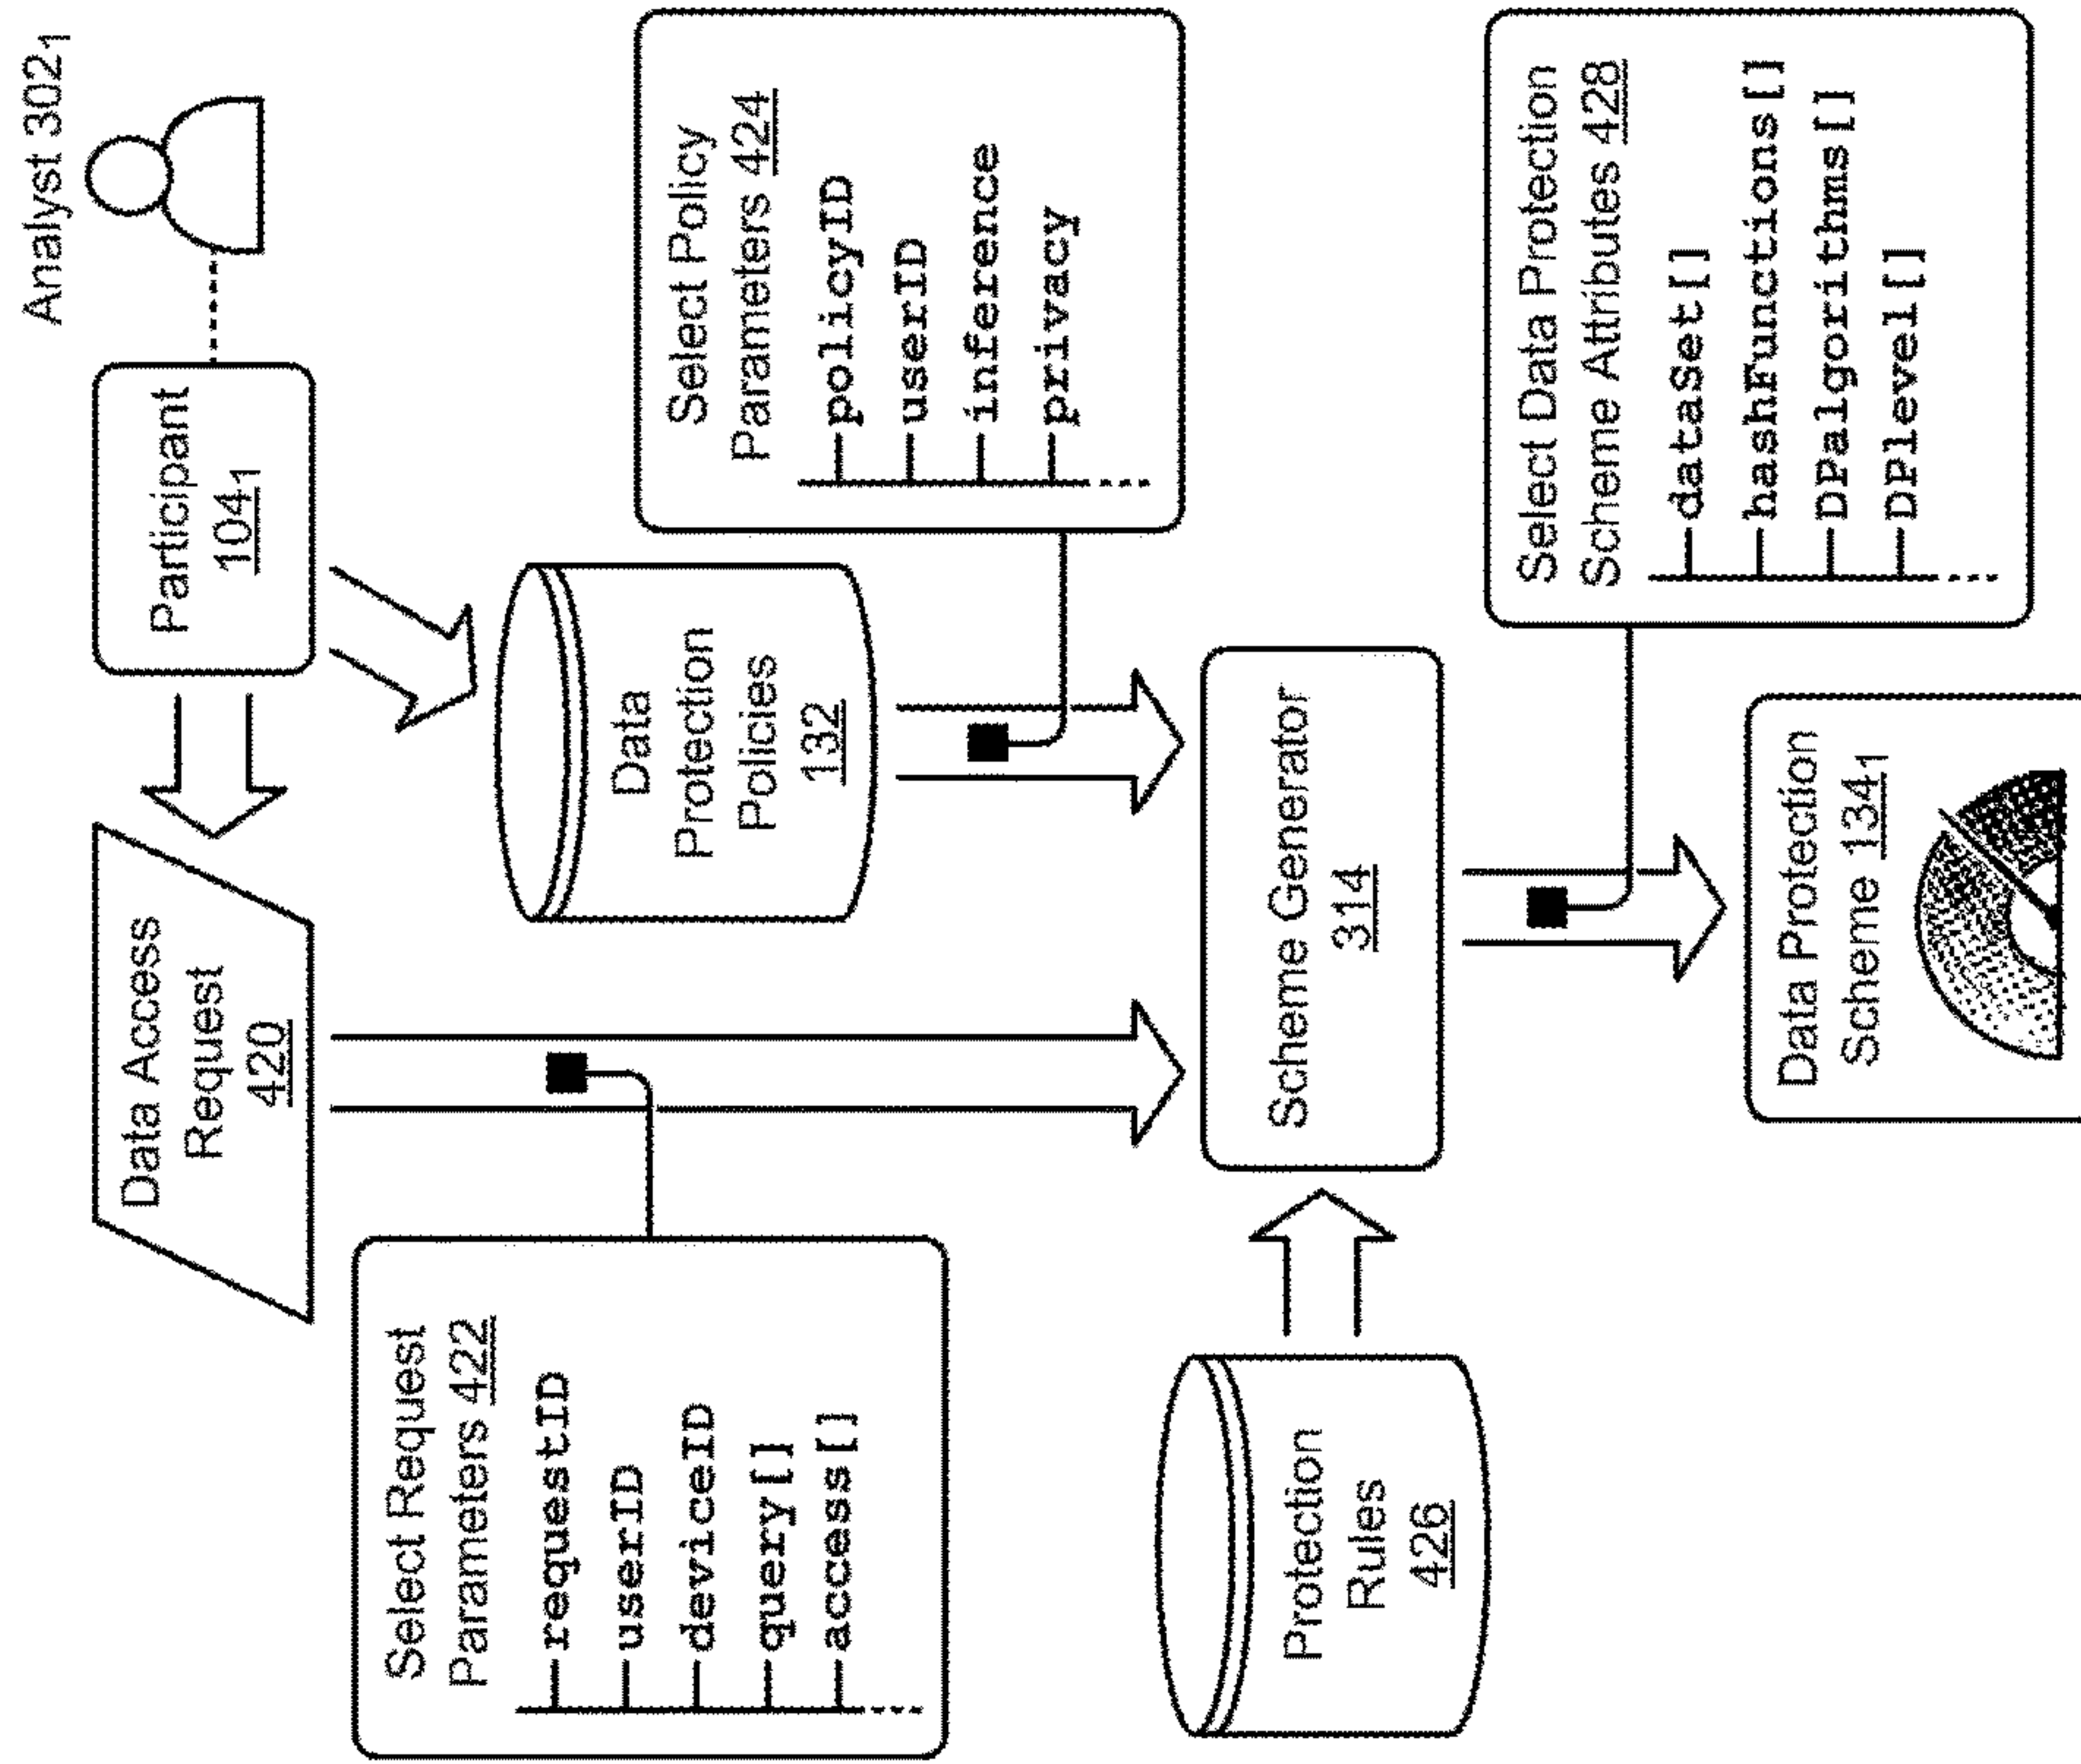 Analyst 302₁
Participant
104₁
Data Access
Request
420
Select Request
Parameters 422
requestID
userID
deviceID
query[]
access[]
Data
Protection
Policies
132
Select Policy
Parameters 424
policyID
userID
inference
privacy
Protection
Rules
426
Scheme Generator
314
Select Data Protection
Scheme Attributes 428
dataSet[]
hashFunctions[]
DPalgorithms[]
DPlevel[]
Data Protection
Scheme 134₁